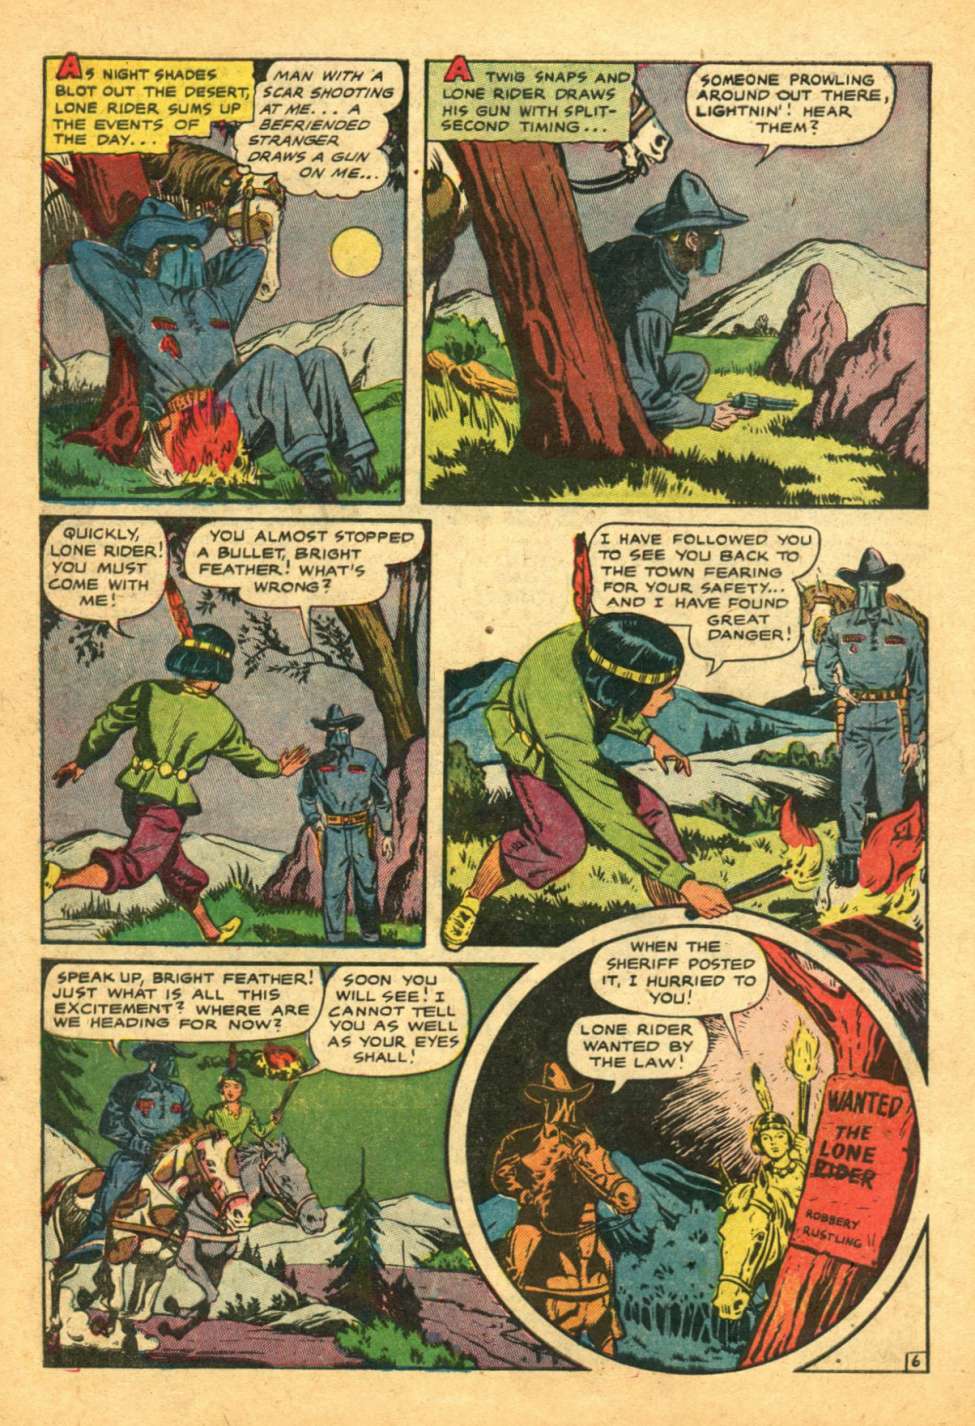 AS NIGHT SHADES
BLOT OUT THE DESERT,
LONE RIDER SUMS UP
THE EVENTS OF
THE DAY...
MAN WITH A
SCAR SHOOTING
AT ME... A
BEFRIENDED
STRANGER
DRAWS A GUN
ON ME...
A TWIG SNAPS AND
LONE RIDER DRAWS
HIS GUN WITH SPLIT-
SECOND TIMING...
SOMEONE PROWLING
AROUND OUT THERE,
LIGHTNIN'! HEAR
THEM?
QUICKLY,
LONE RIDER!
YOU MUST
COME WITH
ME!
YOU ALMOST STOPPED
A BULLET, BRIGHT
FEATHER! WHAT'S
WRONG?
I HAVE FOLLOWED YOU
TO SEE YOU BACK TO
THE TOWN FEARING
FOR YOUR SAFETY...
AND I HAVE FOUND
GREAT
DANGER!
SPEAK UP, BRIGHT FEATHER!
JUST WHAT IS ALL THIS
EXCITEMENT? WHERE ARE
WE HEADING FOR NOW?
SOON YOU
WILL SEE! I
CANNOT TELL
YOU AS WELL
AS YOUR EYES
SHALL!
WHEN THE
SHERIFF POSTED
IT, I HURRIED TO
YOU!
LONE RIDER
WANTED BY
THE LAW!
WANTED
THE
LONE
RIDER
ROBBERY
RUSTLING!!
6